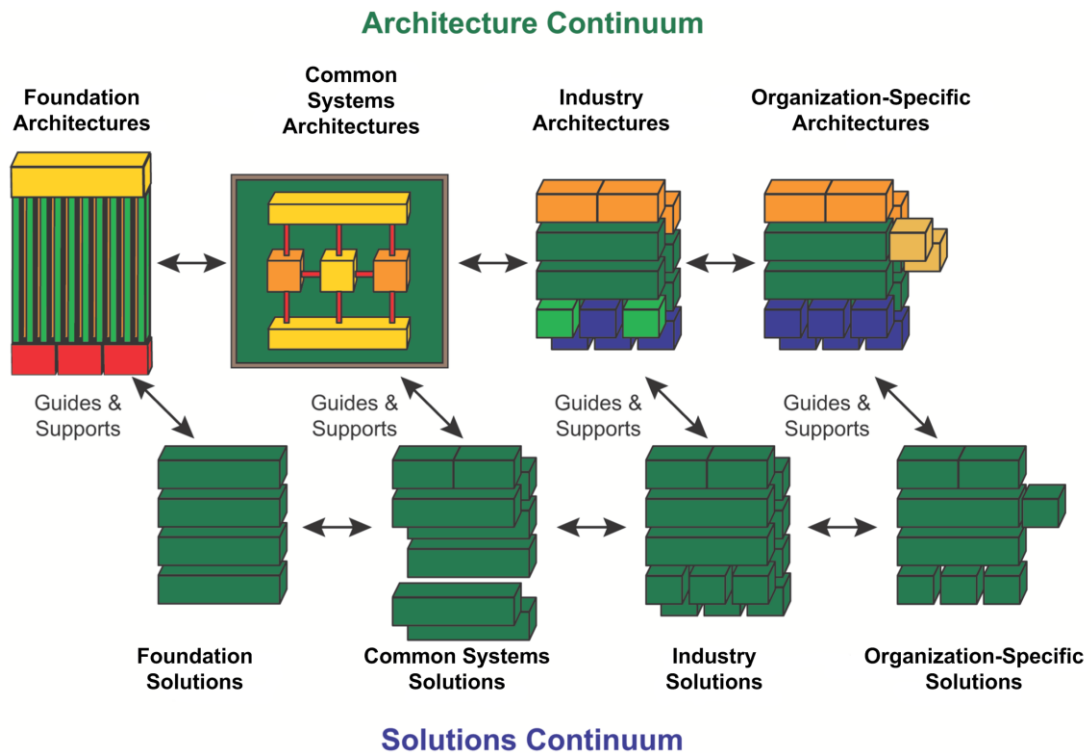 Architecture Continuum
Foundation
Architectures
Common
Systems
Architectures
Industry
Architectures
Organization-Specific
Architectures
Guides &
Supports
Guides &
Supports
Guides &
Supports
Guides &
Supports
Foundation
Solutions
Common Systems
Solutions
Industry
Solutions
Organization-Specific
Solutions
Solutions Continuum